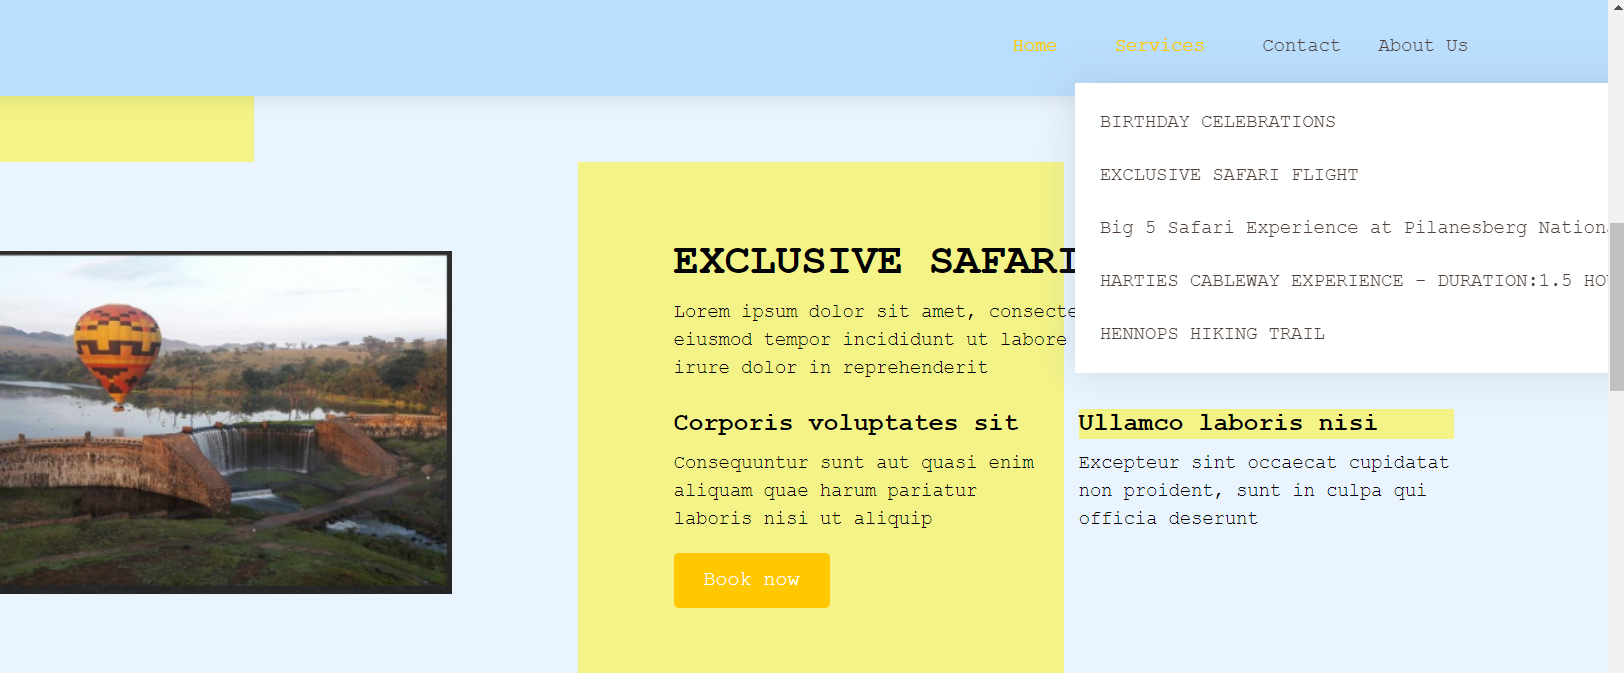 Home Services Contact About Us
BIRTHDAY CELEBRATIONS
EXCLUSIVE SAFARI FLIGHT
Big 5 Safari Experience at Pilanesberg Nation
HARTIES CABLEWAY EXPERIENCE - DURATION:1.5 HO
HENNOPS HIKING TRAIL
EXCLUSIVE SAFARI
Lorem ipsum dolor sit amet, consecte
eiusmod tempor incididunt ut labore
irure dolor in reprehenderit
Corporis voluptates sit
Consequuntur sunt aut quasi enim
aliquam quae harum pariatur
laboris nisi ut aliquip
Ullamco laboris nisi
Excepteur sint occaecat cupidatat
non proident, sunt in culpa qui
officia deserunt
Book now